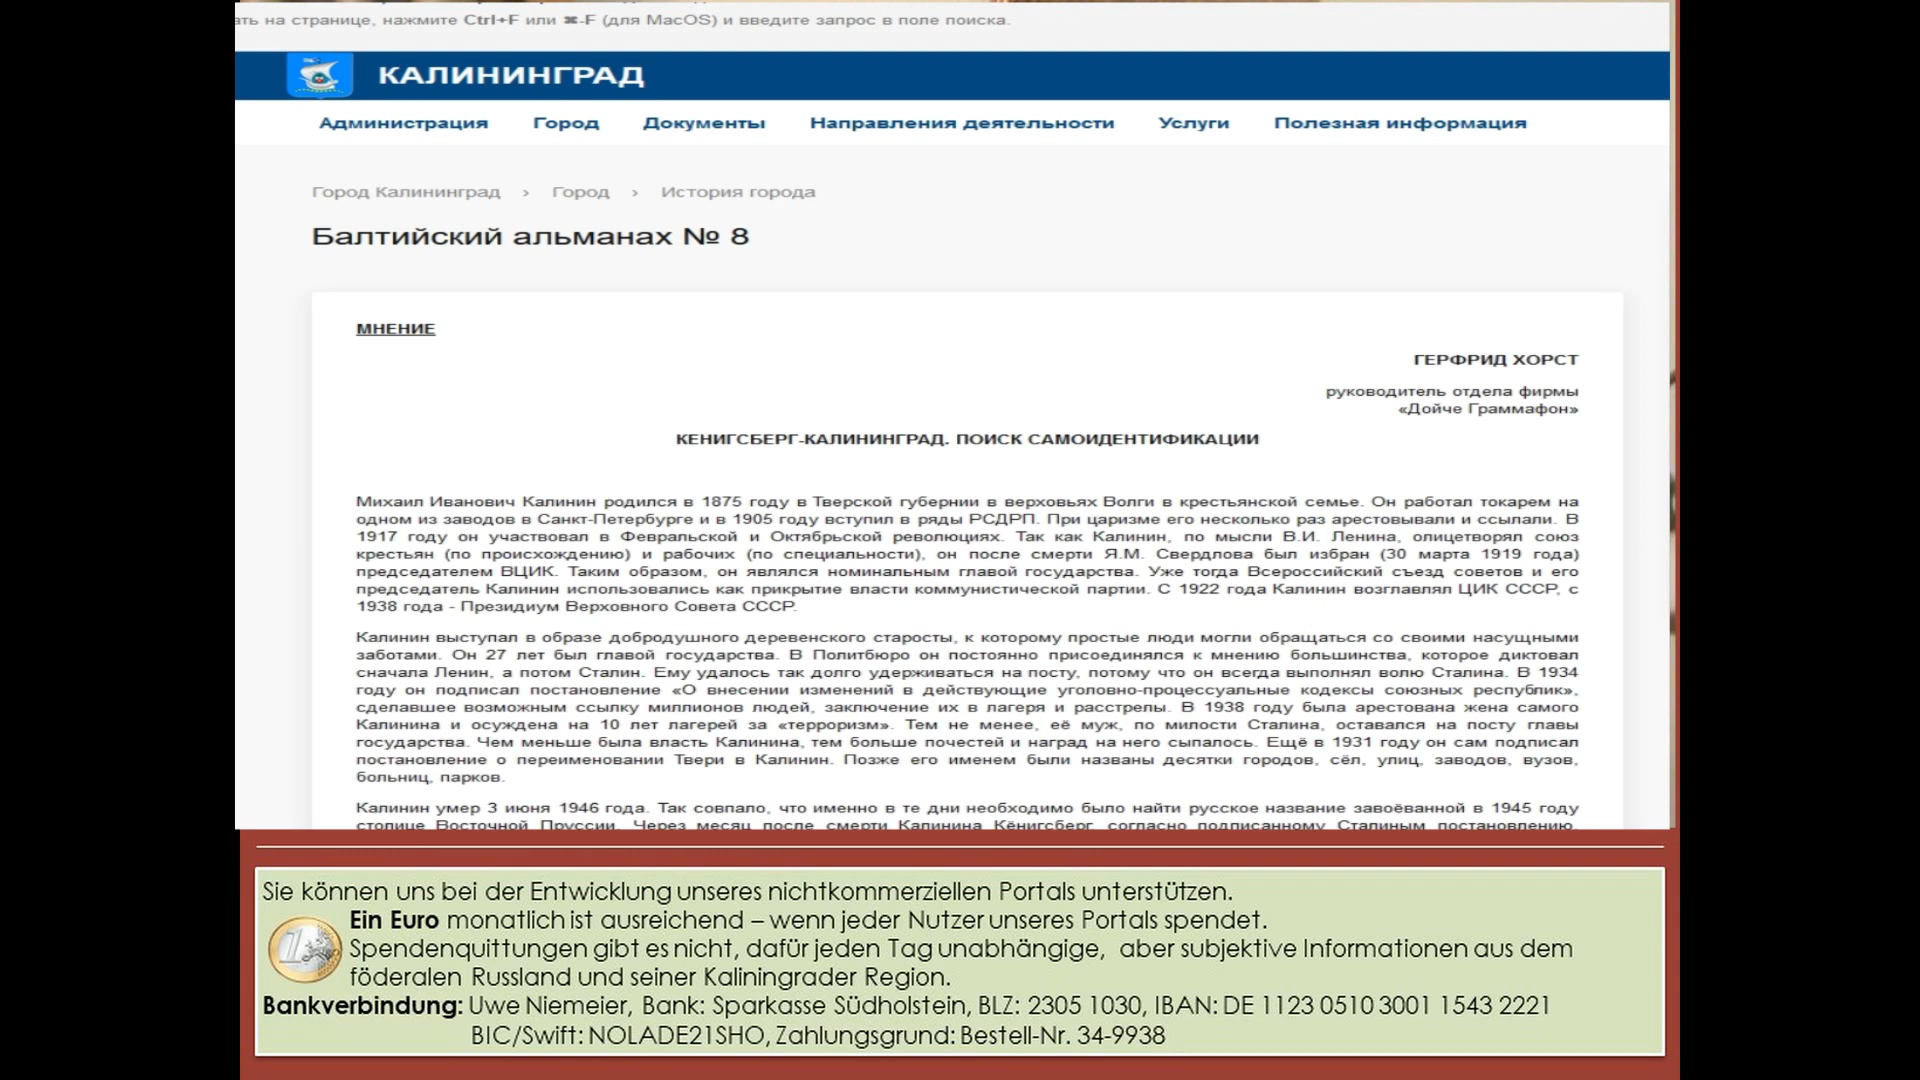 ать на странице, нажмите Ctrl+F или ⌘-F (для MacOS) и введите запрос в поле поиска.
КАЛИНИНГРАД
Администрация Город Документы Направления деятельности Услуги Полезная информация
Город Калининград › Город › История города
Балтийский альманах № 8
МНЕНИЕ
ГЕРФРИД ХОРСТ
руководитель отдела фирмы
«Дойче Граммафон»
КЕНИГСБЕРГ-КАЛИНИНГРАД. ПОИСК САМОИДЕНТИФИКАЦИИ
Михаил Иванович Калинин родился в 1875 году в Тверской губернии в верховьях Волги в крестьянской семье. Он работал токарем на
одном из заводов в Санкт-Петербурге и в 1905 году вступил в ряды РСДРП. При царизме его несколько раз арестовывали и ссылали. В
1917 году он участвовал в Февральской и Октябрьской революциях. Так как Калинин, по мысли В.И. Ленина, олицетворял союз
крестьян (по происхождению) и рабочих (по специальности), он после смерти Я.М. Свердлова был избран (30 марта 1919 года)
председателем ВЦИК. Таким образом, он являлся номинальным главой государства. Уже тогда Всероссийский съезд советов и его
председатель Калинин использовались как прикрытие власти коммунистической партии. С 1922 года Калинин возглавлял ЦИК СССР, с
1938 года - Президиум Верховного Совета СССР.
Калинин выступал в образе добродушного деревенского старосты, к которому простые люди могли обращаться со своими насущными
заботами. Он 27 лет был главой государства. В Политбюро он постоянно присоединялся к мнению большинства, которое диктовал
сначала Ленин, а потом Сталин. Ему удалось так долго удерживаться на посту, потому что он всегда выполнял волю Сталина. В 1934
году он подписал постановление «О внесении изменений в действующие уголовно-процессуальные кодексы союзных республик»,
сделавшее возможным ссылку миллионов людей, заключение их в лагеря и расстрелы. В 1938 году была арестована жена самого
Калинина и осуждена на 10 лет лагерей за «терроризм». Тем не менее, её муж, по милости Сталина, оставался на посту главы
государства. Чем меньше была власть Калинина, тем больше почестей и наград на него сыпалось. Ещё в 1931 году он сам подписал
постановление о переименовании Твери в Калинин. Позже его именем были названы десятки городов, сёл, улиц, заводов, вузов,
больниц, парков.
Калинин умер 3 июня 1946 года. Так совпало, что именно в те дни необходимо было найти русское название завоёванной в 1945 году
столице Восточной Пруссии. Через месяц после смерти Калинина Кёнигсберг, согласно подписанному Сталиным постановлению,
Sie können uns bei der Entwicklung unseres nichtkommerziellen Portals unterstützen.
Ein Euro monatlich ist ausreichend – wenn jeder Nutzer unseres Portals spendet.
Spendenquittungen gibt es nicht, dafür jeden Tag unabhängige, aber subjektive Informationen aus dem
föderalen Russland und seiner Kaliningrader Region.
Bankverbindung: Uwe Niemeier, Bank: Sparkasse Südholstein, BLZ: 2305 1030, IBAN: DE 1123 0510 3001 1543 2221
BIC/Swift: NOLADE21SHO, Zahlungsgrund: Bestell-Nr. 34-9938